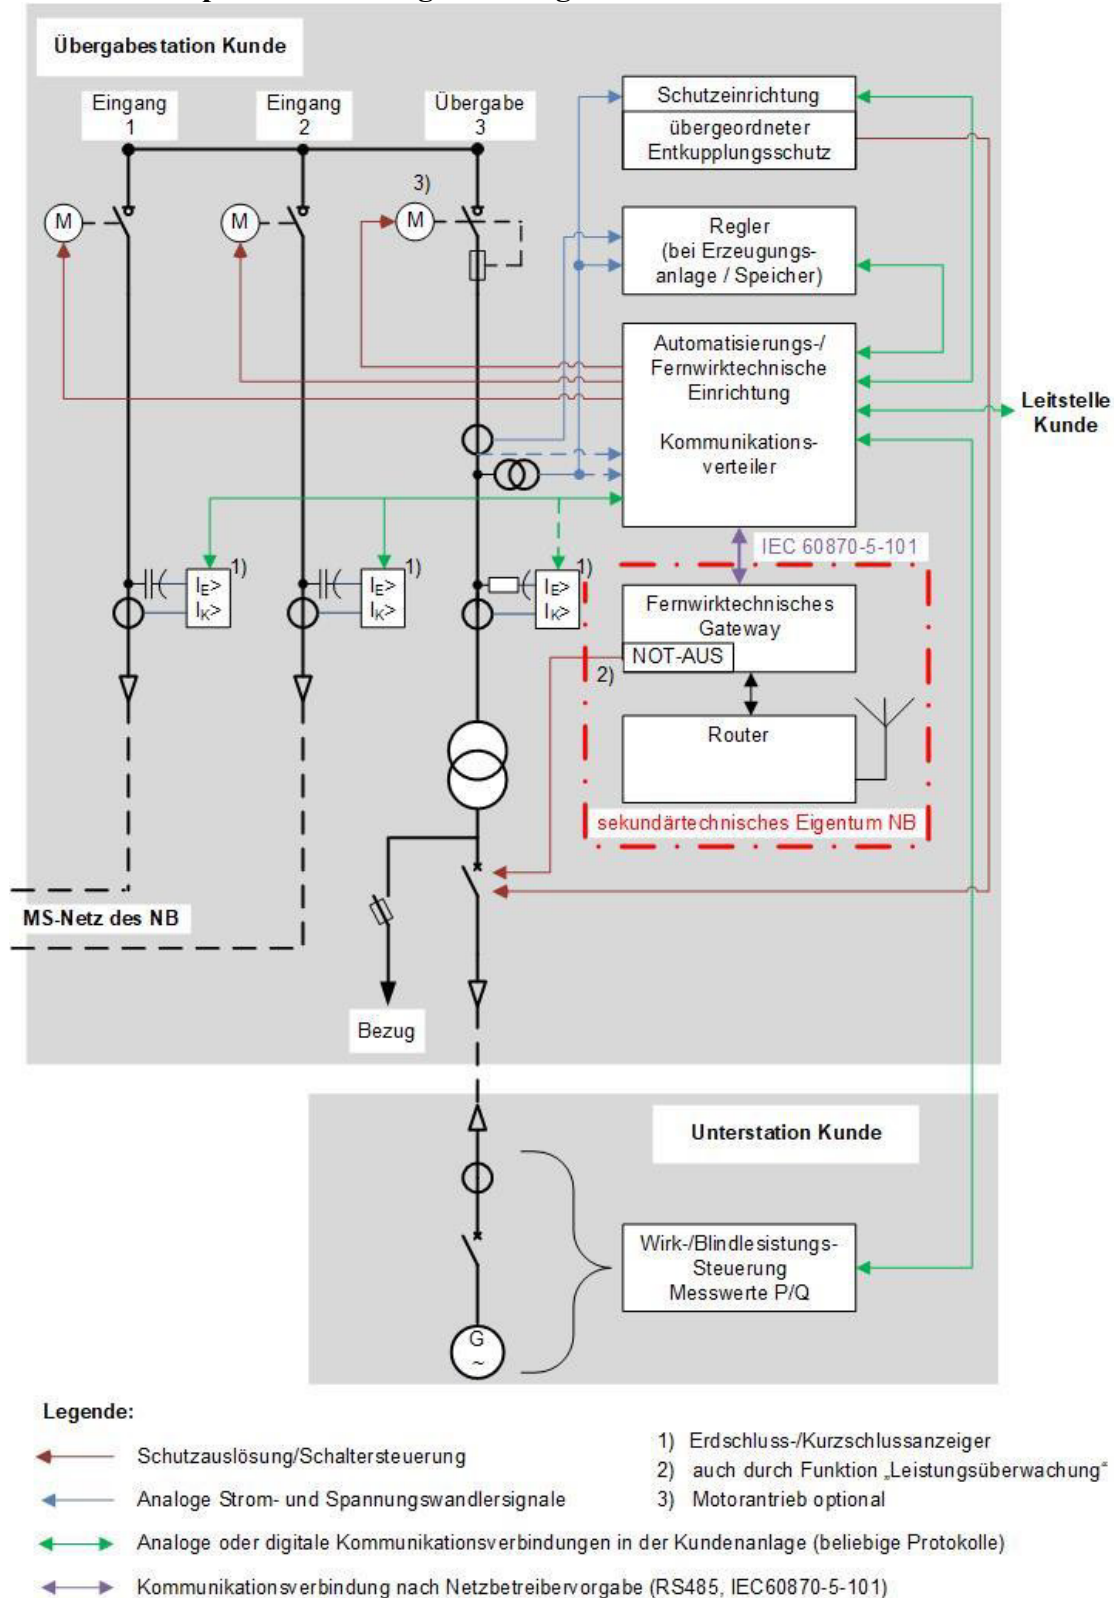 Übergabestation Kunde
Eingang
1
Eingang
2
Übergabe
3
3)
M
M
M
Schutzeinrichtung
übergeordneter
Entkupplungsschutz
Regler
(bei Erzeugungs-
anlage / Speicher)
Automatisierungs-/
Fernwirktechnische
Einrichtung
Kommunikations-
verteiler
Leitstelle
Kunde
IEC 60870-5-101
IE>
IK>
1)
IE>
IK>
1)
IE>
IK>
1)
Fernwirktechnisches
Gateway
NOT-AUS
2)
Router
sekundärtechnisches Eigentum NB
MS-Netz des NB
Bezug
Unterstation Kunde
Wirk-/Blindlesistungs-
Steuerung
Messwerte P/Q
G
~
Legende:
Schutzauslösung/Schaltersteuerung
Analoge Strom- und Spannungswandlersignale
1) Erdschluss-/Kurzschlussanzeiger
2) auch durch Funktion „Leistungsüberwachung“
3) Motorantrieb optional
Analoge oder digitale Kommunikationsverbindungen in der Kundenanlage (beliebige Protokolle)
Kommunikationsverbindung nach Netzbetreibervorgabe (RS485, IEC60870-5-101)